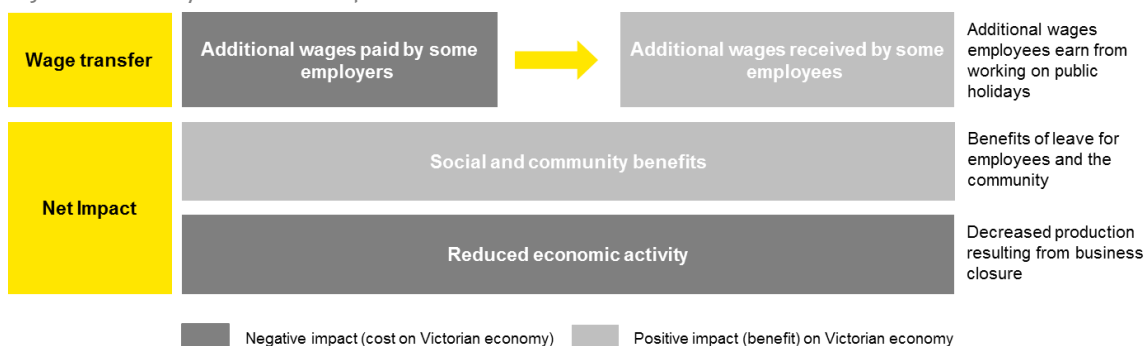 Wage transfer
Additional wages paid by some
employers
Additional wages received by some
employees
Additional wages
employees earn from
working on public
holidays
Net Impact
Social and community benefits
Benefits of leave for
employees and the
community
Reduced economic activity
Decreased production
resulting from business
closure
Negative impact (cost on Victorian economy)
Positive impact (benefit) on Victorian economy